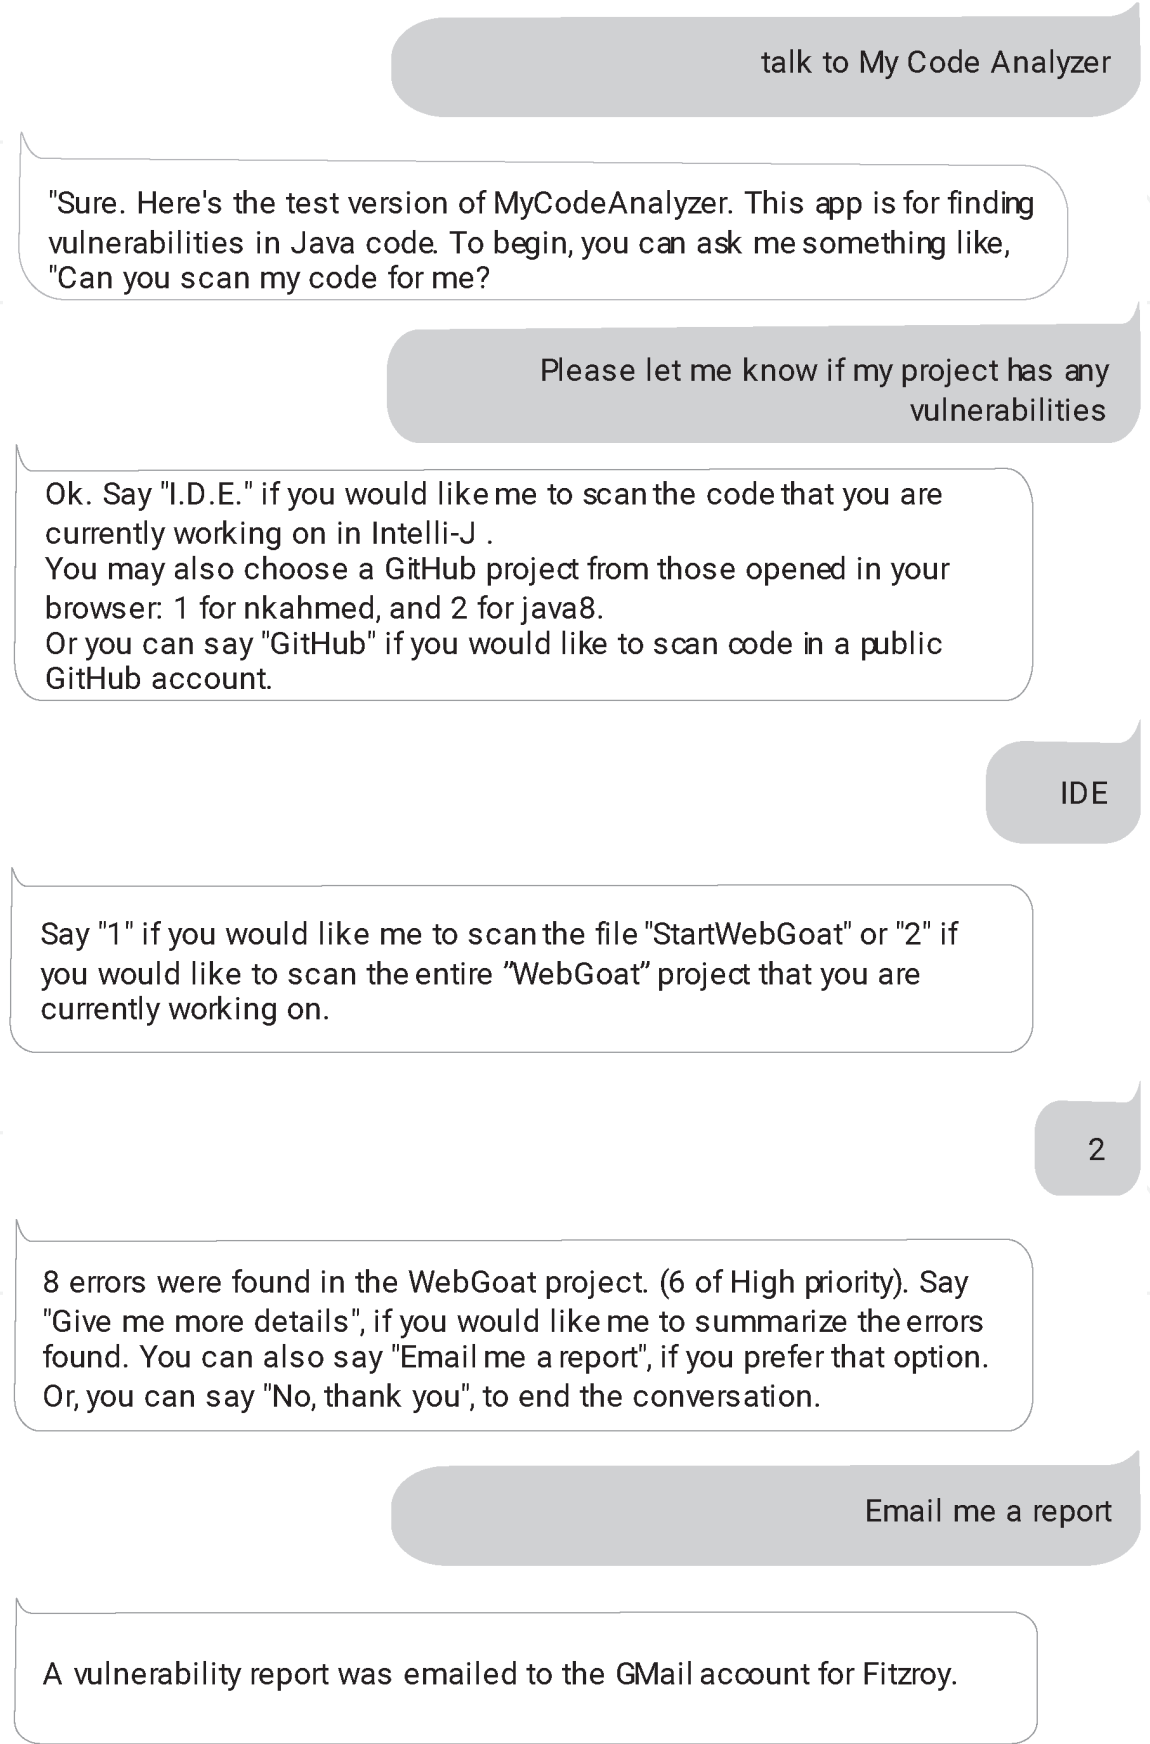 talk to My Code Analyzer
"Sure. Here's the test version of MyCodeAnalyzer. This app is for finding
vulnerabilities in Java code. To begin, you can ask me something like,
"Can you scan my code for me?
Please let me know if my project has any
vulnerabilities
Ok. Say "I.D.E." if you would like me to scan the code that you are
currently working on in Intelli-J .
You may also choose a GitHub project from those opened in your
browser: 1 for nkahmed, and 2 for java8.
Or you can say "GitHub" if you would like to scan code in a public
GitHub account.
IDE
Say "1" if you would like me to scan the file "StartWebGoat" or "2" if
you would like to scan the entire ”WebGoat” project that you are
currently working on.
2
8 errors were found in the WebGoat project. (6 of High priority). Say
"Give me more details", if you would like me to summarize the errors
found. You can also say "Email me a report", if you prefer that option.
Or, you can say "No, thank you", to end the conversation.
Email me a report
A vulnerability report was emailed to the GMail account for Fitzroy.